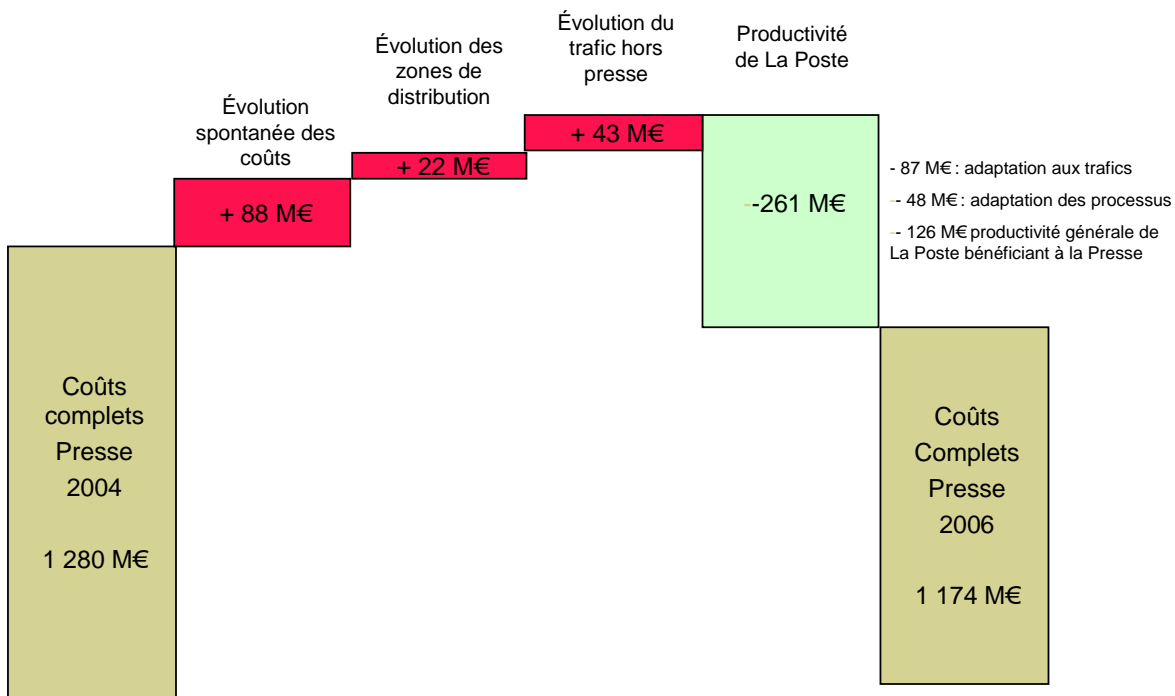 Évolution du
trafic hors
presse
Productivité
de La Poste
Évolution des
zones de
distribution
Évolution
spontanée des
coûts
+ 43 M€
+ 22 M€
+ 88 M€
--261 M€
- 87 M€ : adaptation aux trafics
-- 48 M€ : adaptation des processus
-- 126 M€ productivité générale de
La Poste bénéficiant à la Presse
Coûts
complets
Presse
2004
1 280 M€
Coûts
Complets
Presse
2006
1 174 M€